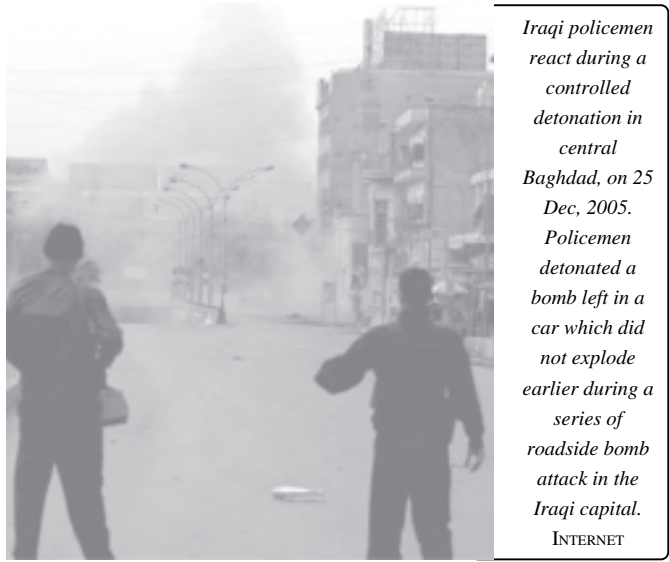 Iraqi policemen
react during a
controlled
detonation in
central
Baghdad, on 25
Dec, 2005.
Policemen
detonated a
bomb left in a
car which did
not explode
earlier during a
series of
roadside bomb
attack in the
Iraqi capital.
INTERNET